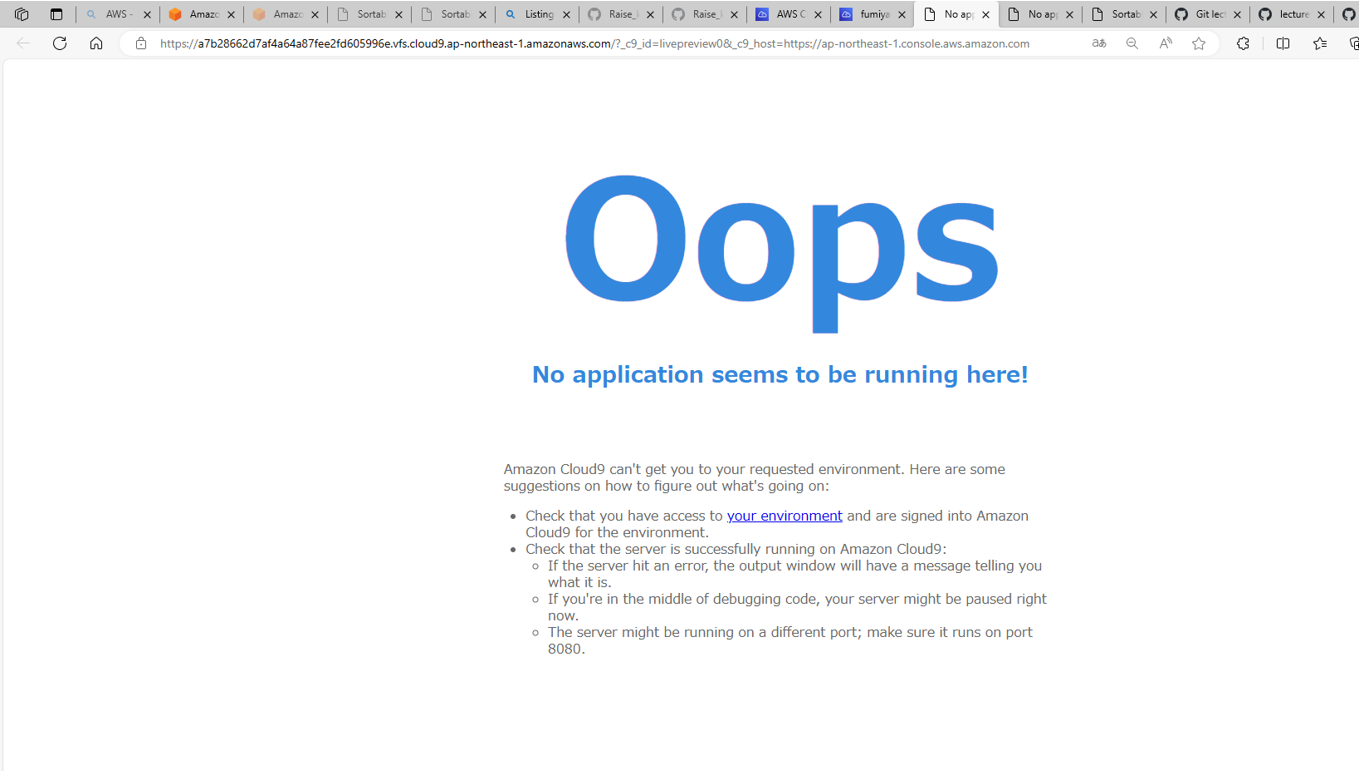 AWS -
Amazo
Amazo
Sortab
Sortab
Listing
Raise_l
Raise_l
AWS C
fumiya
No app
No app
Sortab
Git lect
lecture
https://a7b28662d7af4a64a87fee2fd605996e.vfs.cloud9.ap-northeast-1.amazonaws.com/?_c9_id=livepreview0&_c9_host=https://ap-northeast-1.console.aws.amazon.com
Oops
No application seems to be running here!
Amazon Cloud9 can't get you to your requested environment. Here are some
suggestions on how to figure out what's going on:
Check that you have access to your environment and are signed into Amazon
Cloud9 for the environment.
Check that the server is successfully running on Amazon Cloud9:
If the server hit an error, the output window will have a message telling you
what it is.
If you're in the middle of debugging code, your server might be paused right
now.
The server might be running on a different port; make sure it runs on port
8080.